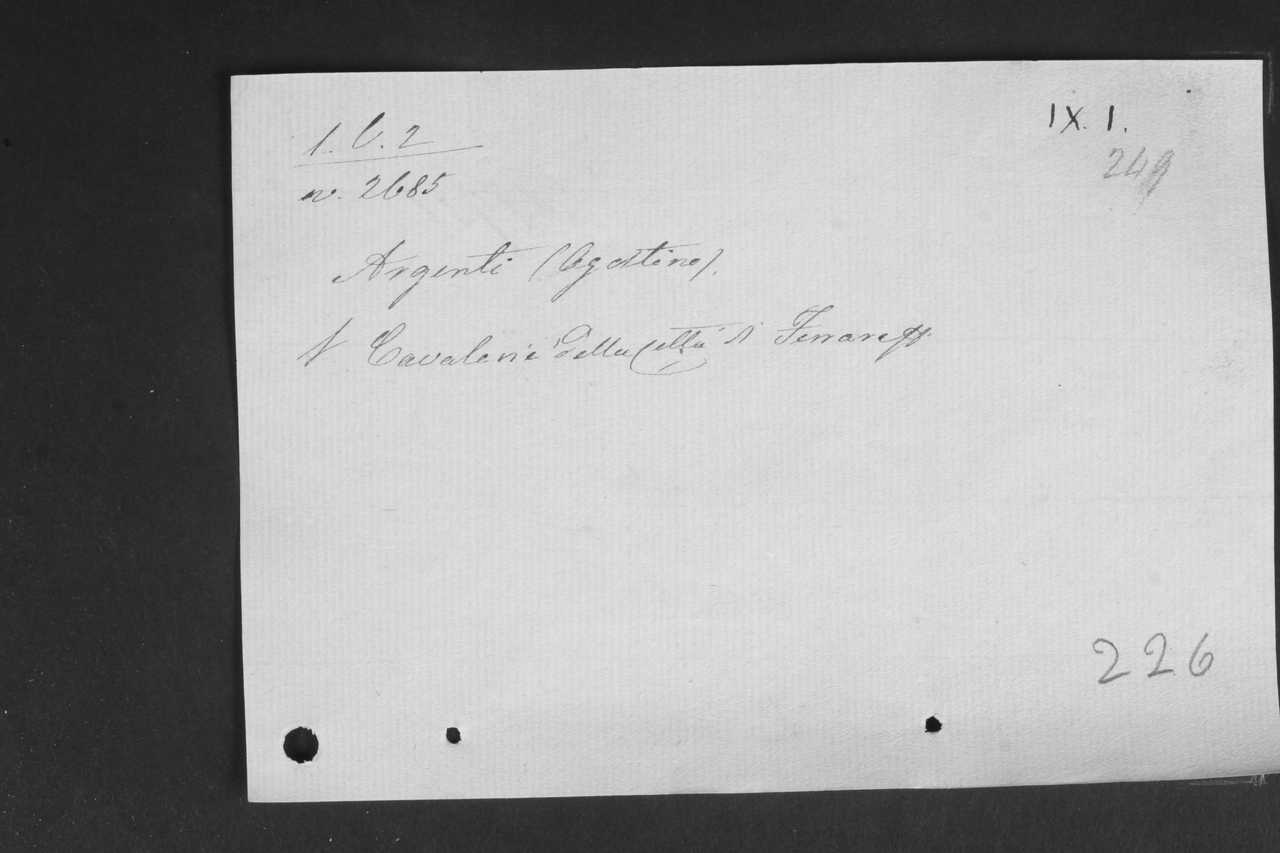 1. C. 2
IX. 1.
249
n. 2685
Argenti (Agostino).
Cavalerie della città di Ferrara
226